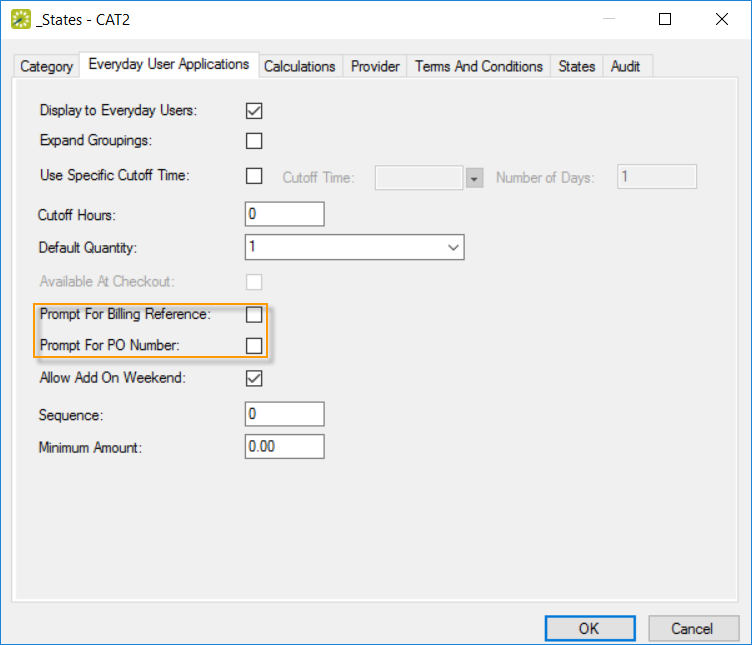 _States - CAT2
Category Everyday User Applications Calculations Provider Terms And Conditions States Audit
Display to Everyday Users:
Expand Groupings:
Use Specific Cutoff Time: Cutoff Time: Number of Days: 1
Cutoff Hours: 0
Default Quantity: 1
Available At Checkout:
Prompt For Billing Reference:
Prompt For PO Number:
Allow Add On Weekend:
Sequence: 0
Minimum Amount: 0.00
OK Cancel